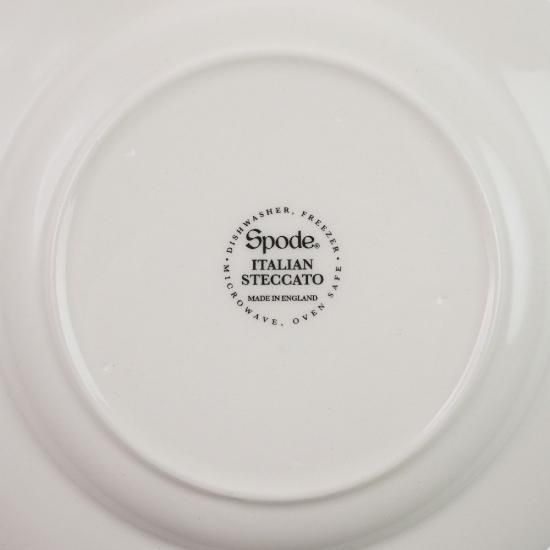 · DISHWASHER, FREEZER ·
Spode®
ITALIAN
STECCATO
MADE IN ENGLAND
MICROWAVE, OVEN SAFE